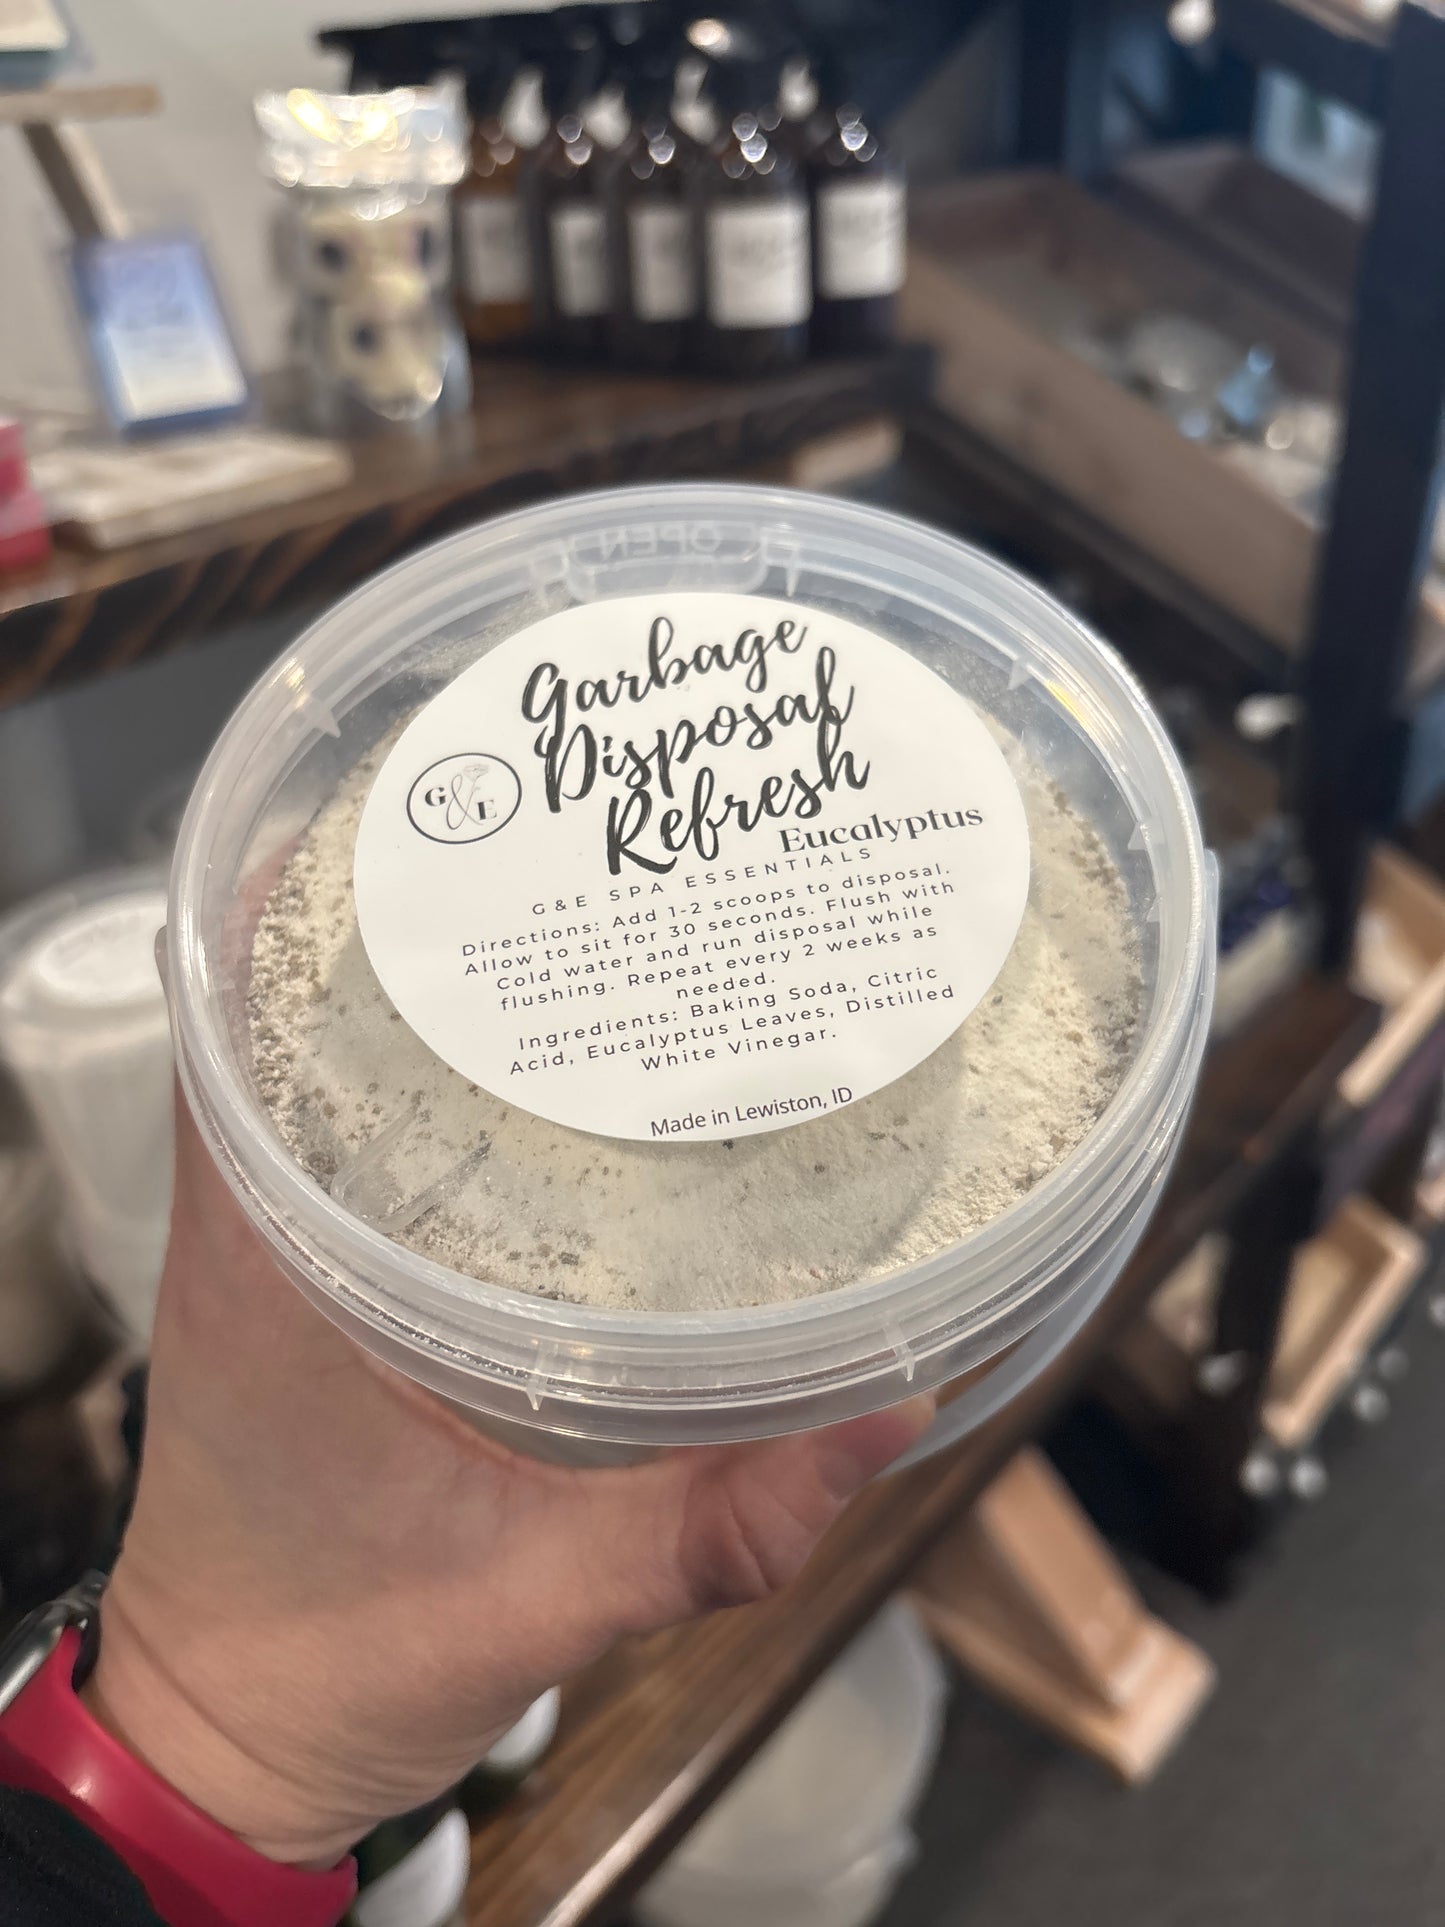 OPEN
Garbage
Disposal
Refresh
G&E
Eucalyptus
G&E SPA ESSENTIALS
Directions: Add 1-2 scoops to disposal.
Allow to sit for 30 seconds. Flush with
Cold water and run disposal while
flushing. Repeat every 2 weeks as
needed.
Ingredients: Baking Soda, Citric
Acid, Eucalyptus Leaves, Distilled
White Vinegar.
Made in Lewiston, ID